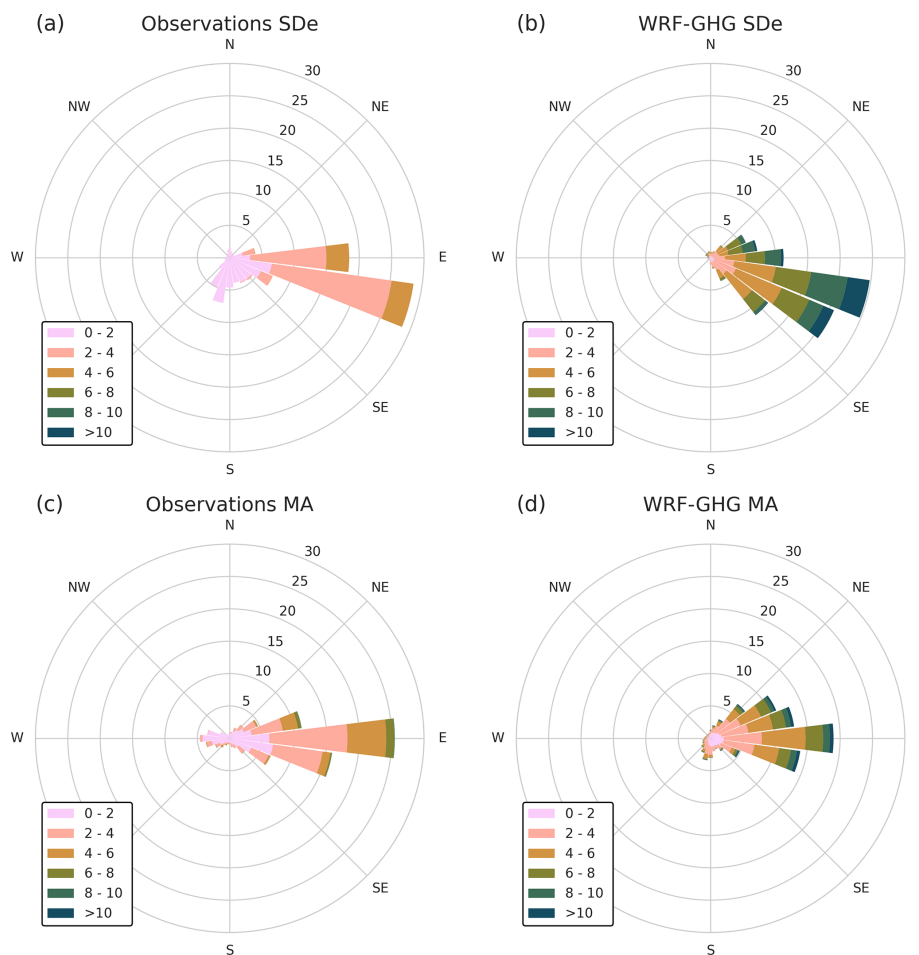 (a) Observations SDe
N
30
25
NW NE
20
15
10
5
W E
0 - 2
2 - 4
4 - 6
6 - 8
8 - 10
>10
SE
S
(b) WRF-GHG SDe
N
30
25
NW NE
20
15
10
5
W
0 - 2
2 - 4
4 - 6
6 - 8
8 - 10
>10
SE
S
(c) Observations MA
N
30
25
NW NE
20
15
10
5
W E
0 - 2
2 - 4
4 - 6
6 - 8
8 - 10
>10
SE
S
(d) WRF-GHG MA
N
30
25
NW NE
20
15
10
5
W
0 - 2
2 - 4
4 - 6
6 - 8
8 - 10
>10
SE
S